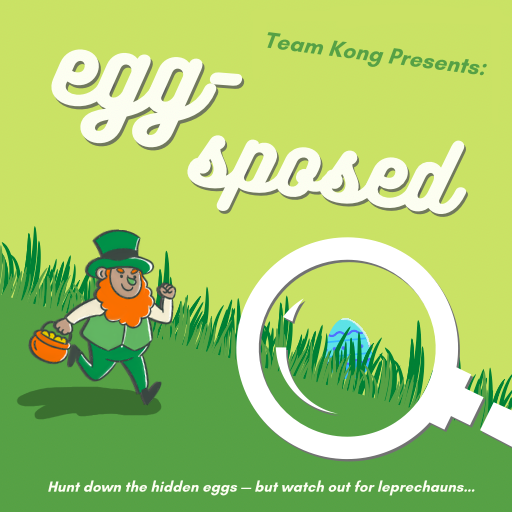 Team Kong Presents:
egg-
sposed
Hunt down the hidden eggs — but watch out for leprechauns...